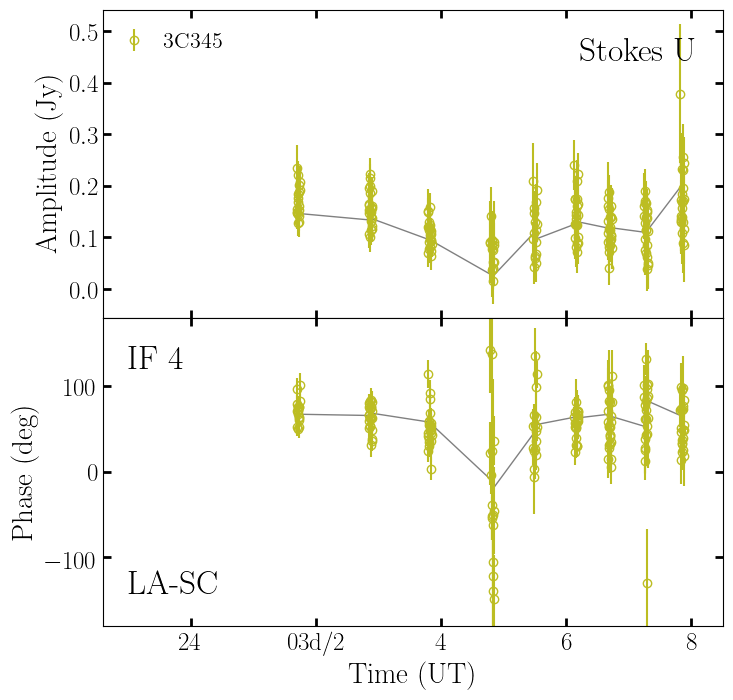 3C345
Stokes U
0.5
0.4
0.3
0.2
0.1
0.0
Amplitude (Jy)
IF 4
100
0
−100
Phase (deg)
LA-SC
24 03d/2 4 6 8
Time (UT)